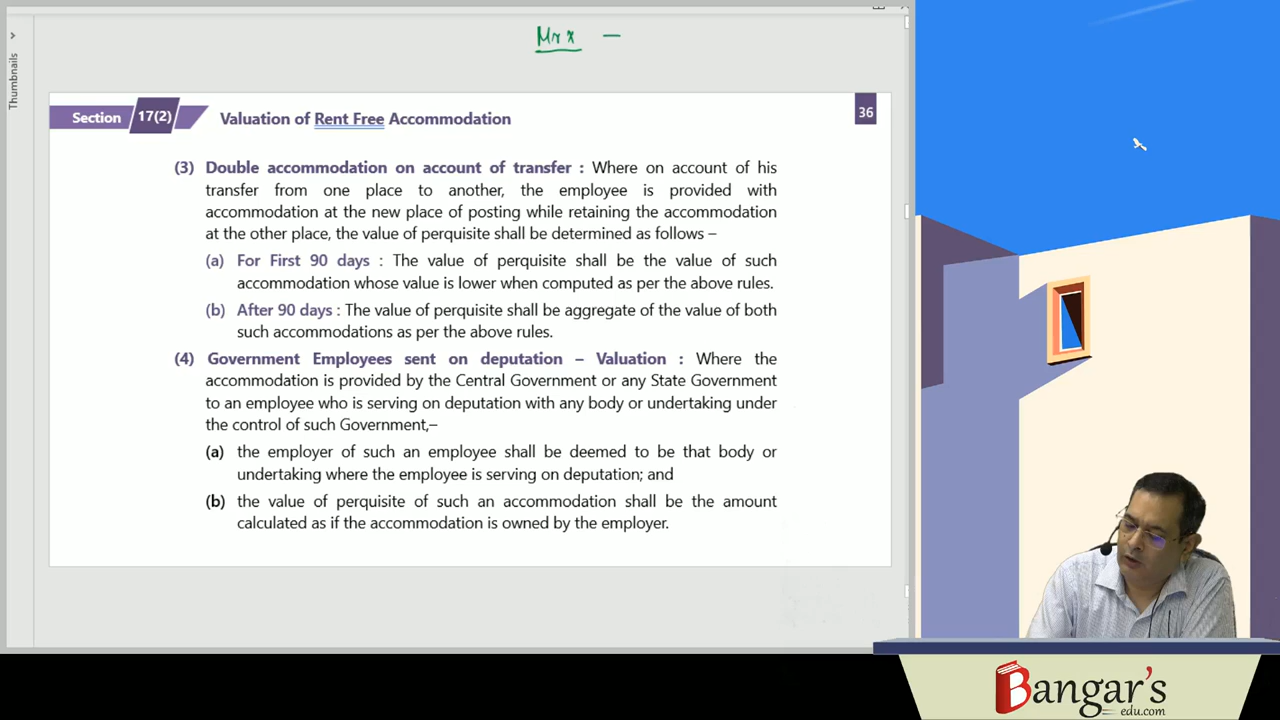 Thumbnails
Mr x —
Section 17(2) Valuation of Rent Free Accommodation 36
(3) Double accommodation on account of transfer : Where on account of his
transfer from one place to another, the employee is provided with
accommodation at the new place of posting while retaining the accommodation
at the other place, the value of perquisite shall be determined as follows –
(a) For First 90 days : The value of perquisite shall be the value of such
accommodation whose value is lower when computed as per the above rules.
(b) After 90 days : The value of perquisite shall be aggregate of the value of both
such accommodations as per the above rules.
(4) Government Employees sent on deputation – Valuation : Where the
accommodation is provided by the Central Government or any State Government
to an employee who is serving on deputation with any body or undertaking under
the control of such Government,–
(a) the employer of such an employee shall be deemed to be that body or
undertaking where the employee is serving on deputation; and
(b) the value of perquisite of such an accommodation shall be the amount
calculated as if the accommodation is owned by the employer.
Bangar's
edu.com